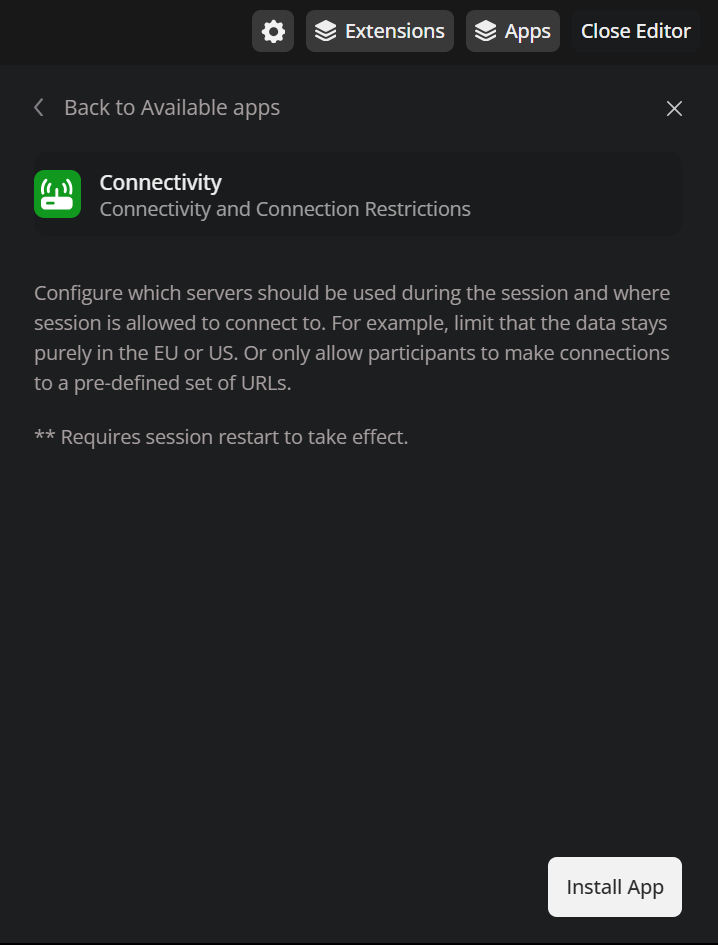 Extensions Apps Close Editor
Back to Available apps
Connectivity
Connectivity and Connection Restrictions
Configure which servers should be used during the session and where
session is allowed to connect to. For example, limit that the data stays
purely in the EU or US. Or only allow participants to make connections
to a pre-defined set of URLs.
** Requires session restart to take effect.
Install App